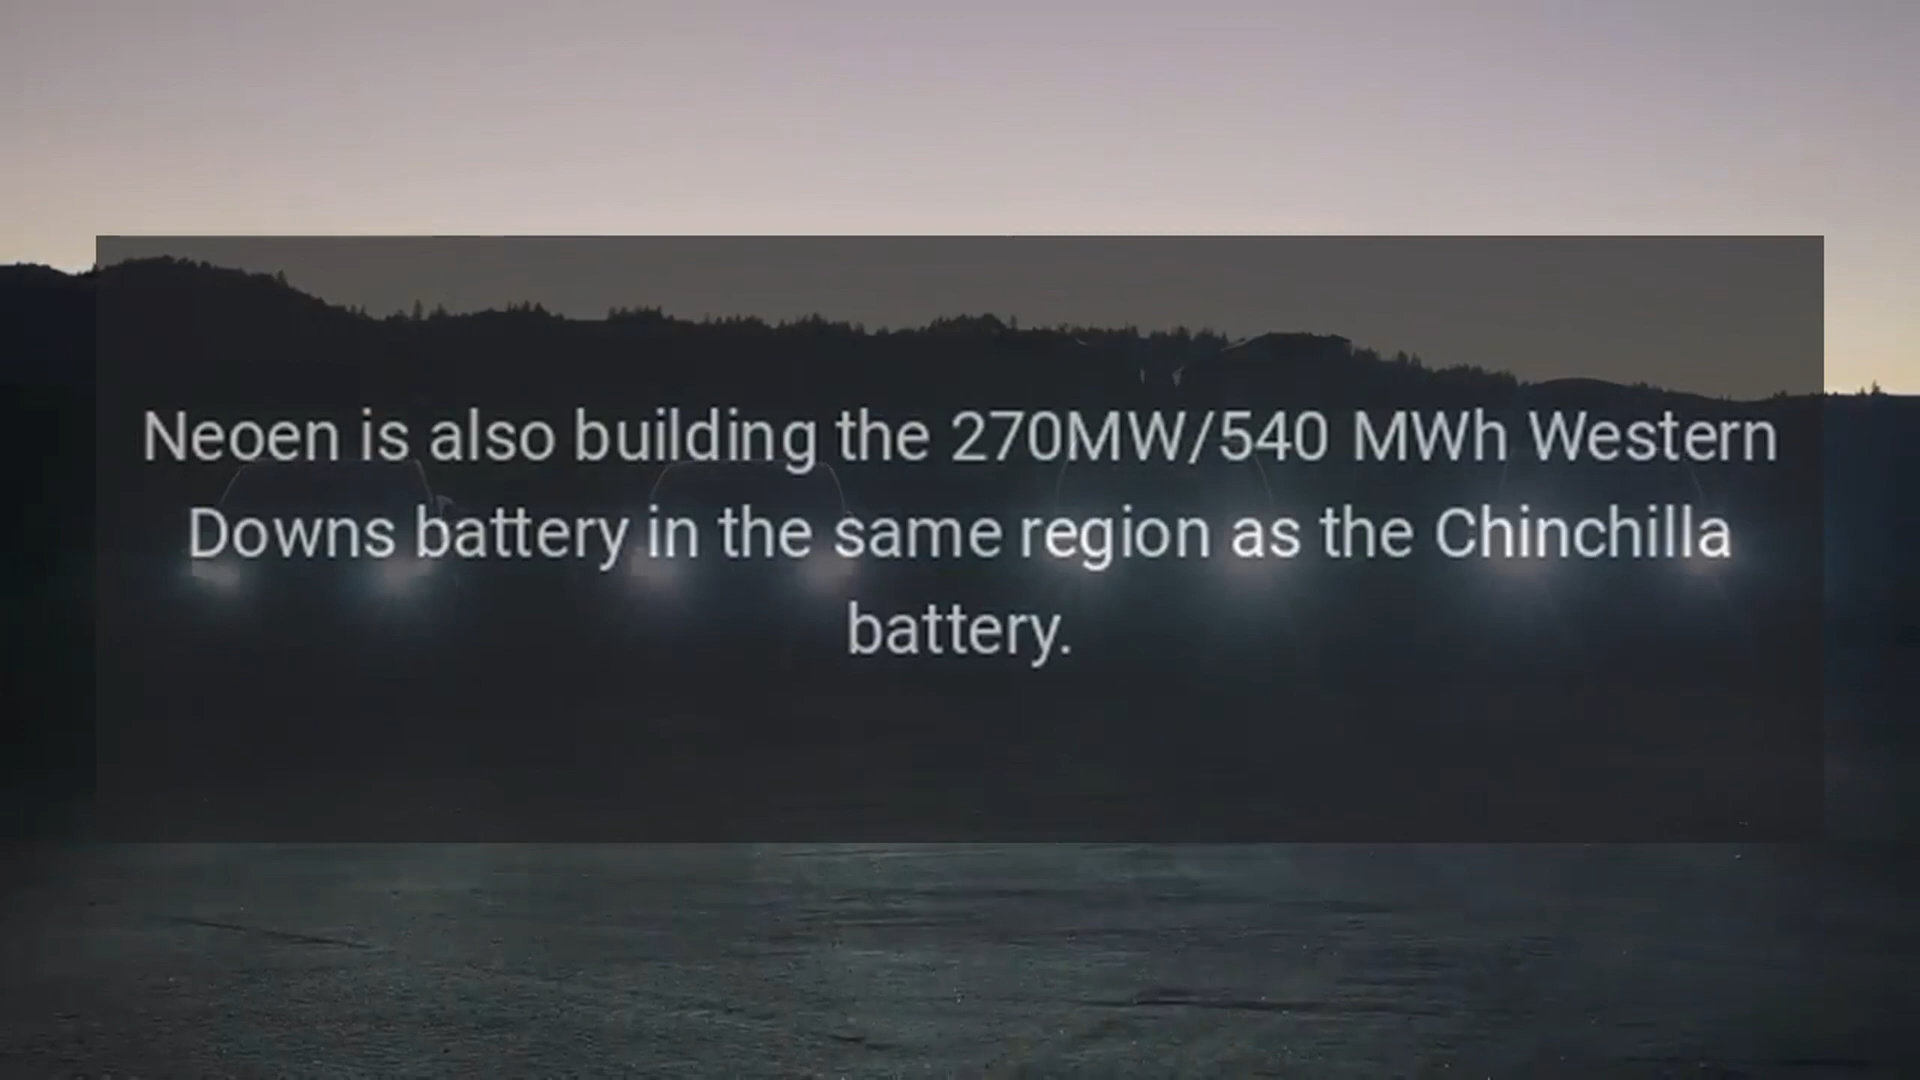 Neoen is also building the 270MW/540 MWh Western
Downs battery in the same region as the Chinchilla
battery.